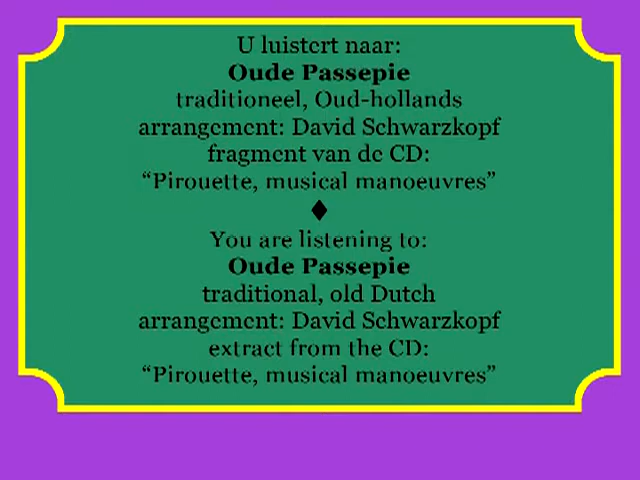 U luistert naar:
Oude Passepie
traditioneel, Oud-hollands
arrangement: David Schwarzkopf
fragment van de CD:
“Pirouette, musical manoeuvres”
You are listening to:
Oude Passepie
traditional, old Dutch
arrangement: David Schwarzkopf
extract from the CD:
“Pirouette, musical manoeuvres”